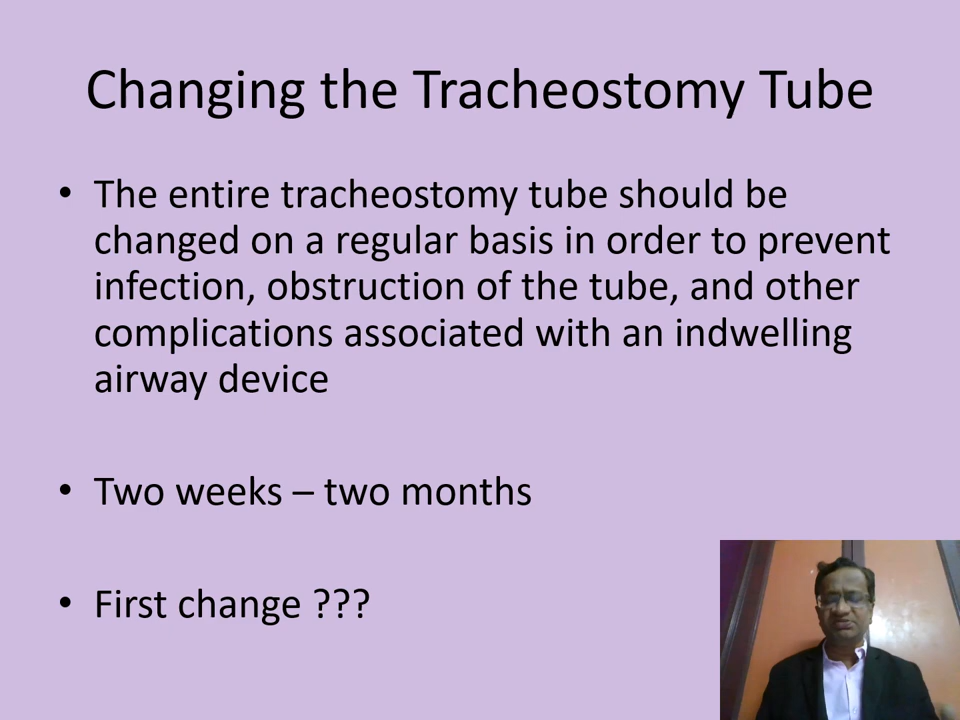 Changing the Tracheostomy Tube
• The entire tracheostomy tube should be
changed on a regular basis in order to prevent
infection, obstruction of the tube, and other
complications associated with an indwelling
airway device
• Two weeks – two months
• First change ???